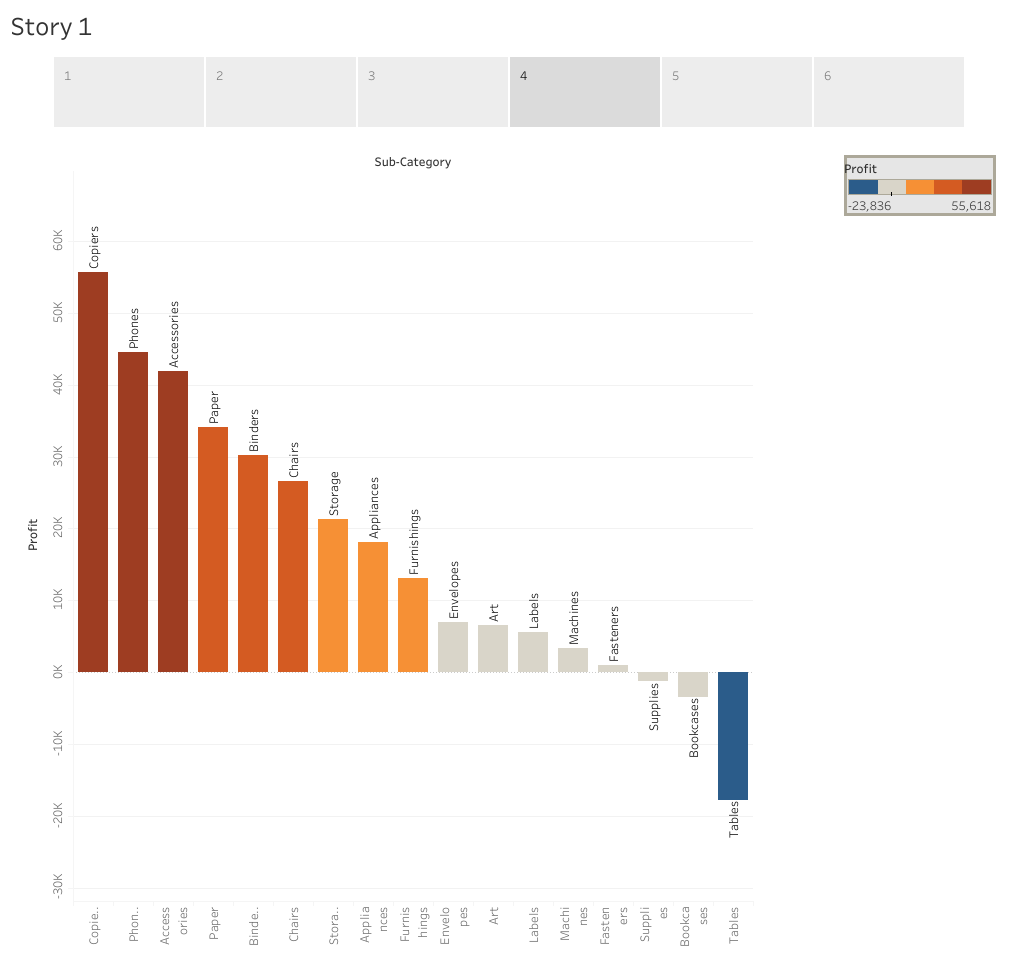 Story 1
1
2
3
4
5
6
Sub-Category
Profit
-23,836
55,618
60K
50K
40K
30K
20K
10K
0K
-10K
-20K
-30K
Profit
Copiers
Phones
Accessories
Paper
Binders
Chairs
Storage
Appliances
Furnishings
Envelopes
Art
Labels
Machines
Fasteners
Supplies
Bookcases
Tables
Copie..
Phon..
Access
ories
Paper
Binde..
Chairs
Stora..
Applia
nces
Furnis
hings
Envelo
pes
Art
Labels
Machi
nes
Fasten
ers
Suppli
es
Bookca
ses
Tables